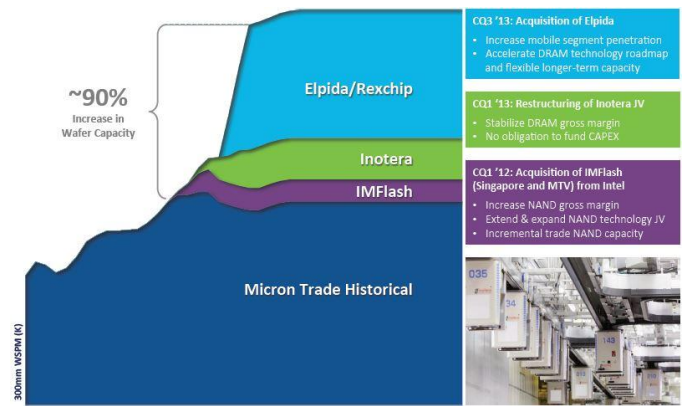 ~90%
Increase in
Wafer Capacity
300mm WSPM (K)
Elpida/Rexchip
Inotera
IMFlash
Micron Trade Historical
CQ3 '13: Acquisition of Elpida
• Increase mobile segment penetration
• Accelerate DRAM technology roadmap
and flexible longer-term capacity
CQ1 '13: Restructuring of Inotera JV
• Stabilize DRAM gross margin
• No obligation to fund CAPEX
CQ1 '12: Acquisition of IMFlash
(Singapore and MTV) from Intel
• Increase NAND gross margin
• Extend & expand NAND technology JV
• Incremental trade NAND capacity
035
34
143